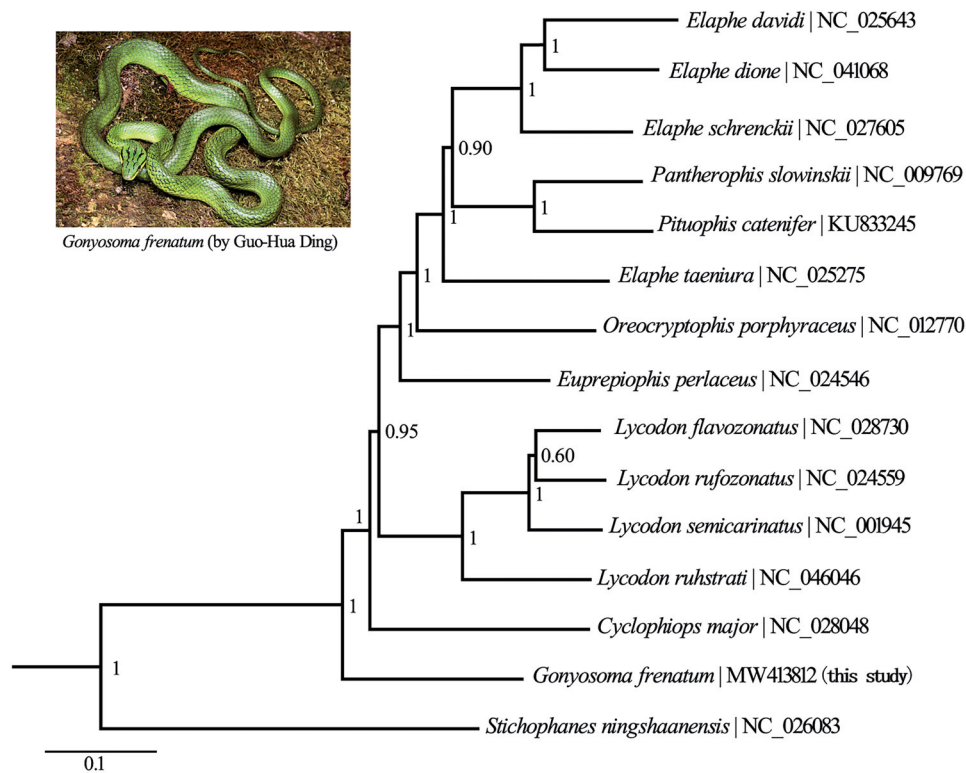 Elaphe davidi | NC_025643
1
Elaphe dione | NC_041068
1
Elaphe schrenckii | NC_027605
0.90
Pantherophis slowinskii | NC_009769
1
1
Pituophis catenifer | KU833245
Gonyosoma frenatum (by Guo-Hua Ding)
1
Elaphe taeniura | NC_025275
1
Oreocryptophis porphyraceus | NC_012770
Euprepiophis perlaceus | NC_024546
0.95
Lycodon flavozonatus | NC_028730
0.60
Lycodon rufozonatus | NC_024559
1
1
Lycodon semicarinatus | NC_001945
1
Lycodon ruhstrati | NC_046046
1
Cyclophiops major | NC_028048
1
Gonyosoma frenatum | MW413812 (this study)
Stichophanes ningshaanensis | NC_026083
0.1